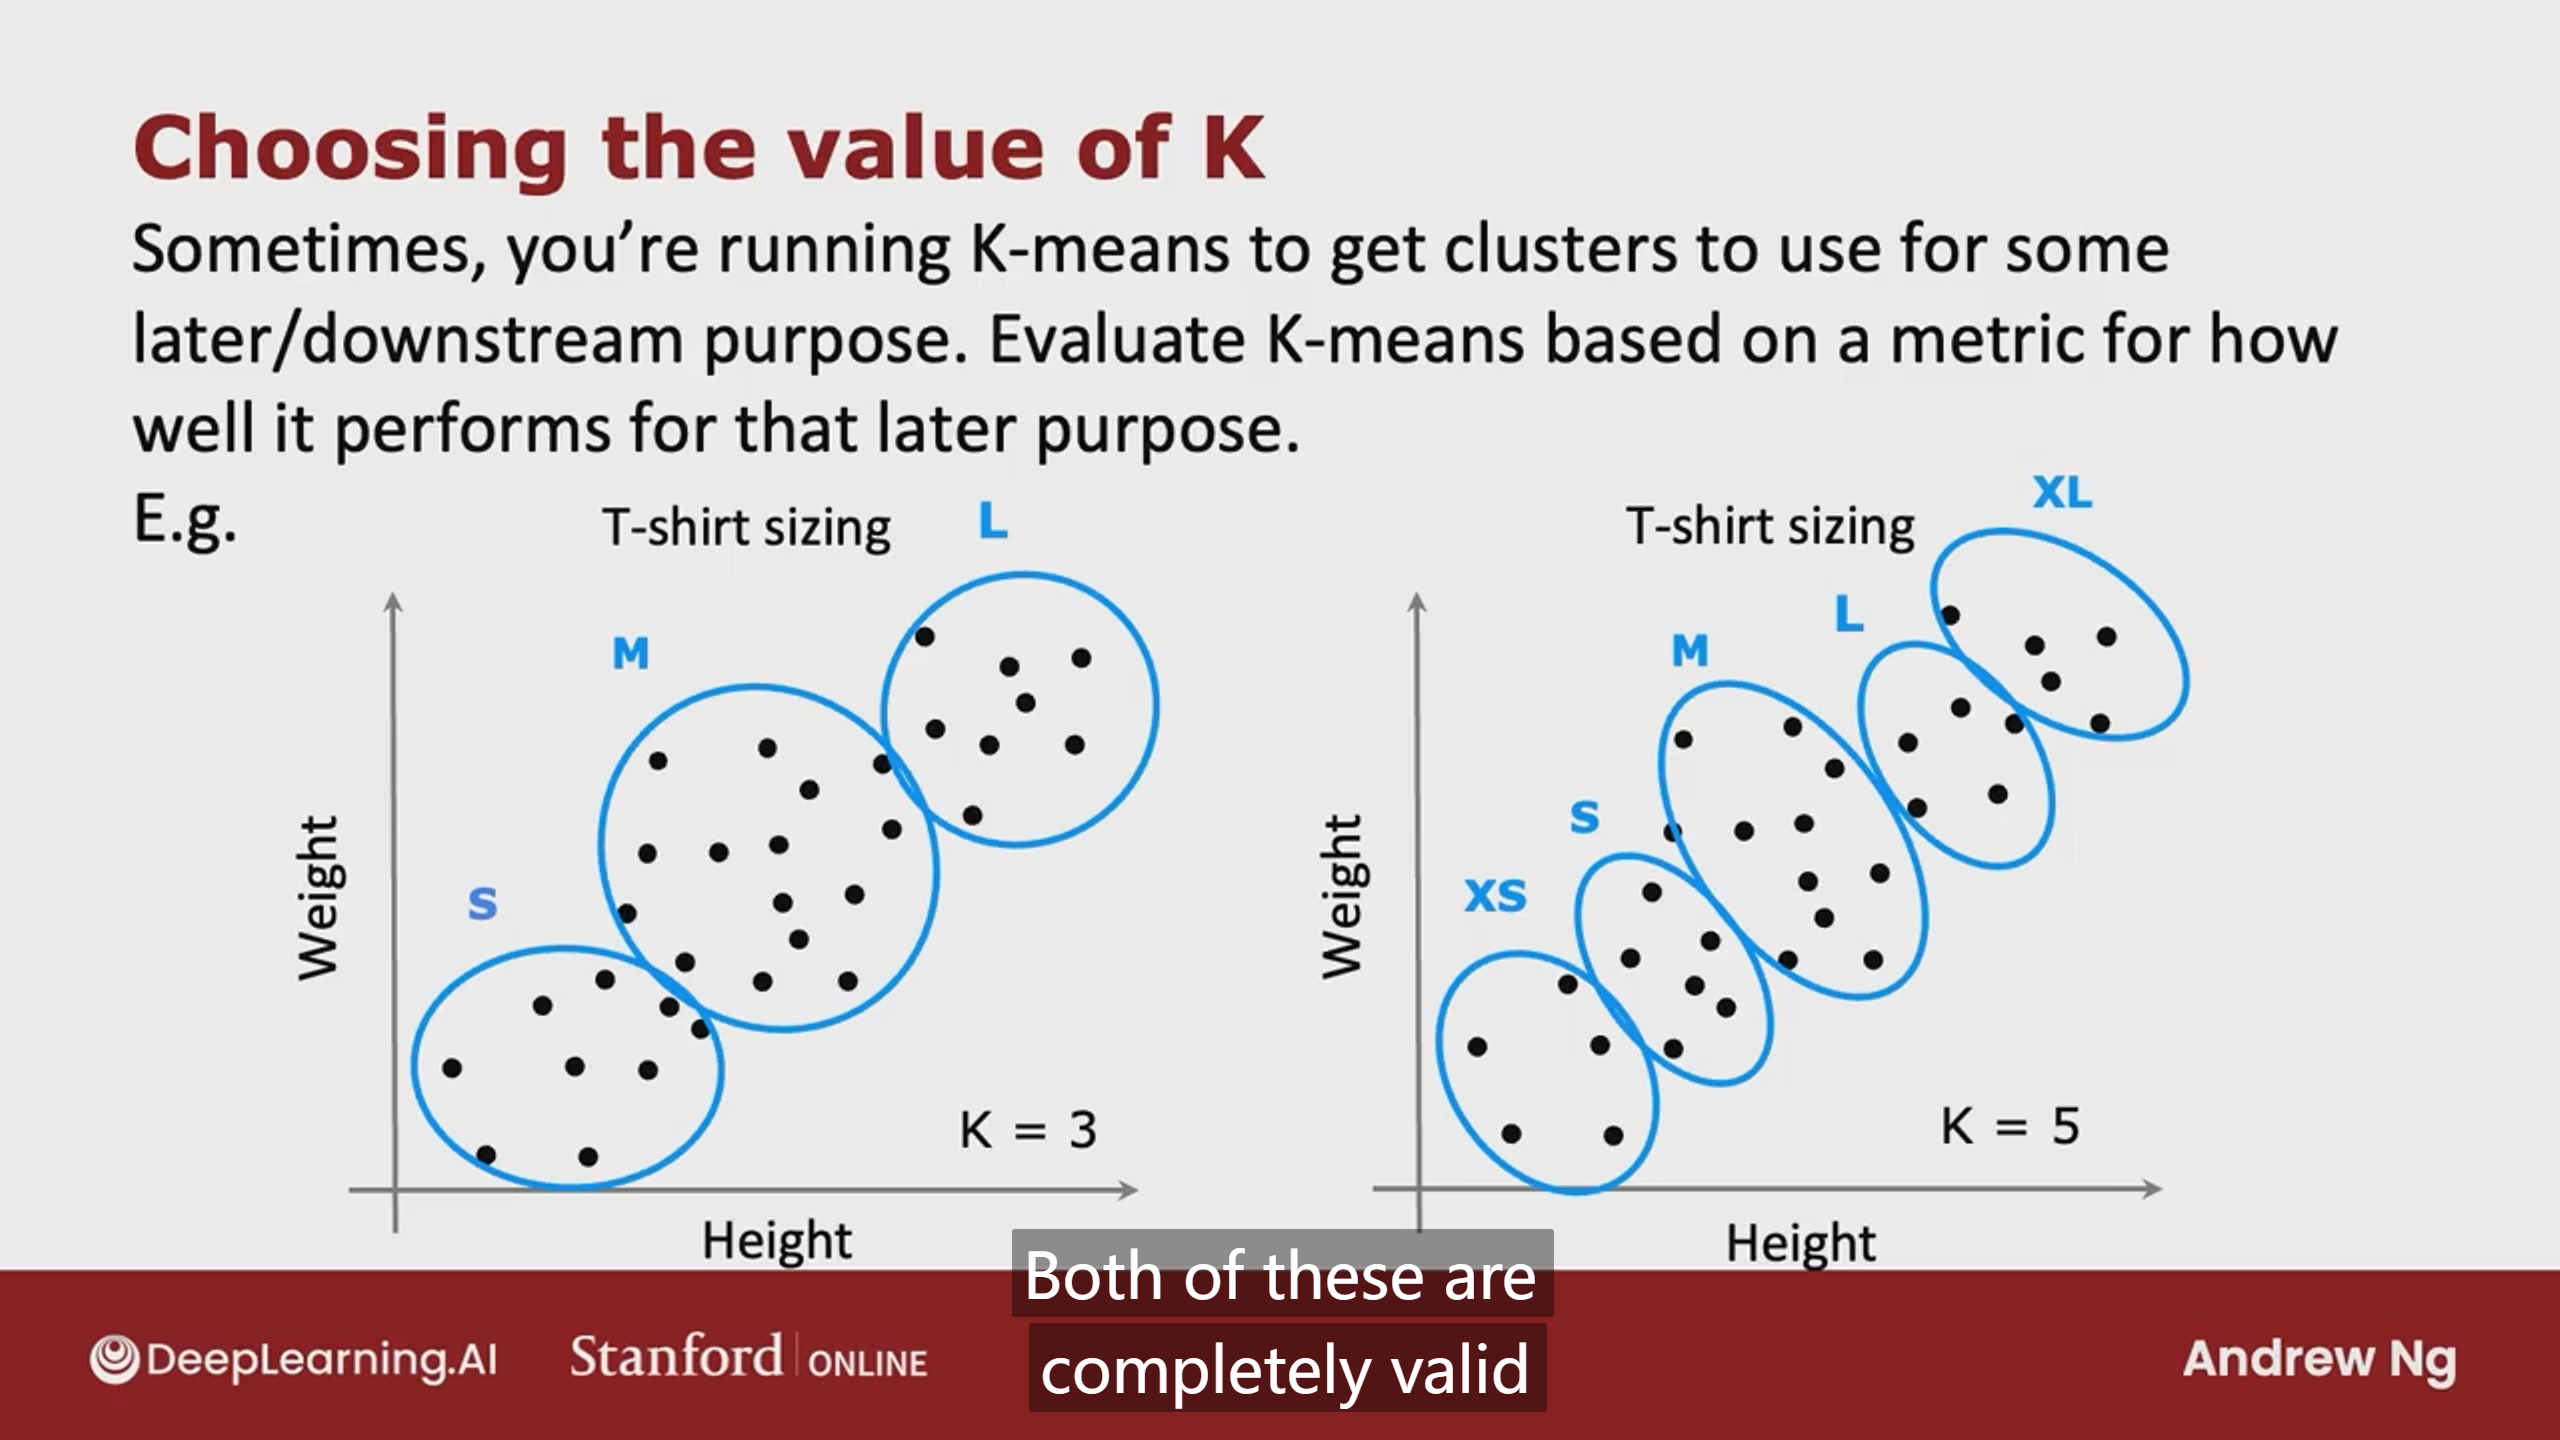 Choosing the value of K
Sometimes, you’re running K-means to get clusters to use for some
later/downstream purpose. Evaluate K-means based on a metric for how
well it performs for that later purpose.
E.g.
T-shirt sizing
L
M
S
Weight
K = 3
Height
T-shirt sizing
XL
L
M
S
XS
Weight
K = 5
Height
Both of these are
completely valid
DeepLearning.AI
Stanford ONLINE
Andrew Ng